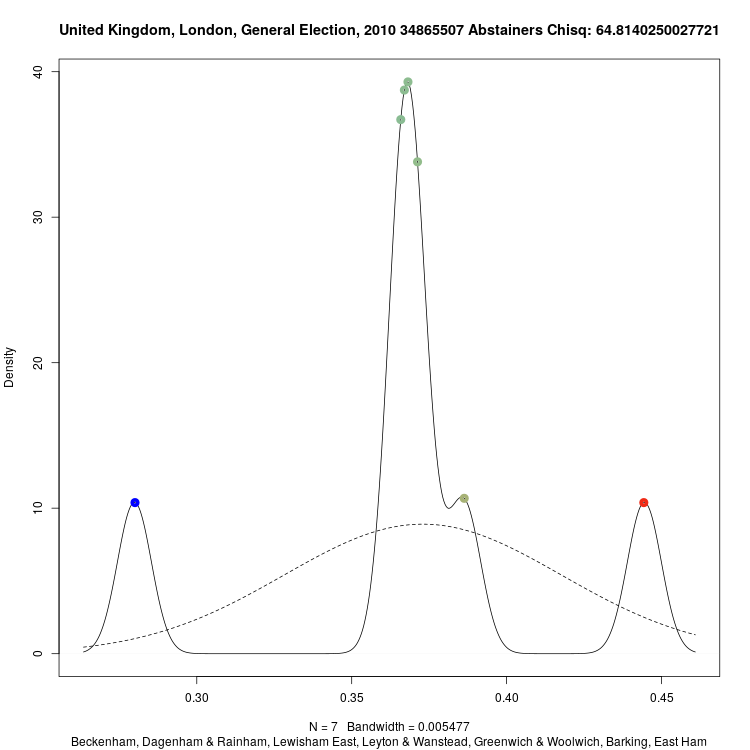 United Kingdom, London, General Election, 2010 34865507 Abstainers Chisq: 64.8140250027721
40
30
20
10
0
Density
0.30 0.35 0.40 0.45
N = 7 Bandwidth = 0.005477
Beckenham, Dagenham & Rainham, Lewisham East, Leyton & Wanstead, Greenwich & Woolwich, Barking, East Ham